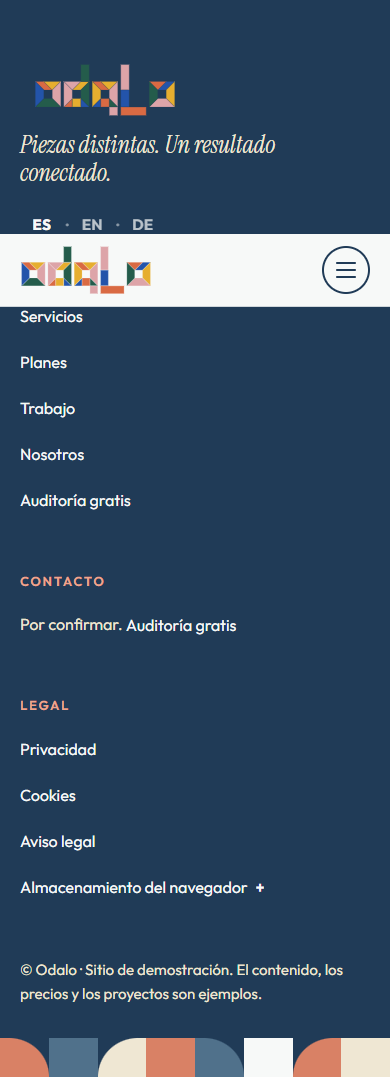 odalo
Piezas distintas. Un resultado
conectado.
ES · EN · DE
odalo
Servicios
Planes
Trabajo
Nosotros
Auditoría gratis
CONTACTO
Por confirmar. Auditoría gratis
LEGAL
Privacidad
Cookies
Aviso legal
Almacenamiento del navegador +
© Odalo · Sitio de demostración. El contenido, los
precios y los proyectos son ejemplos.